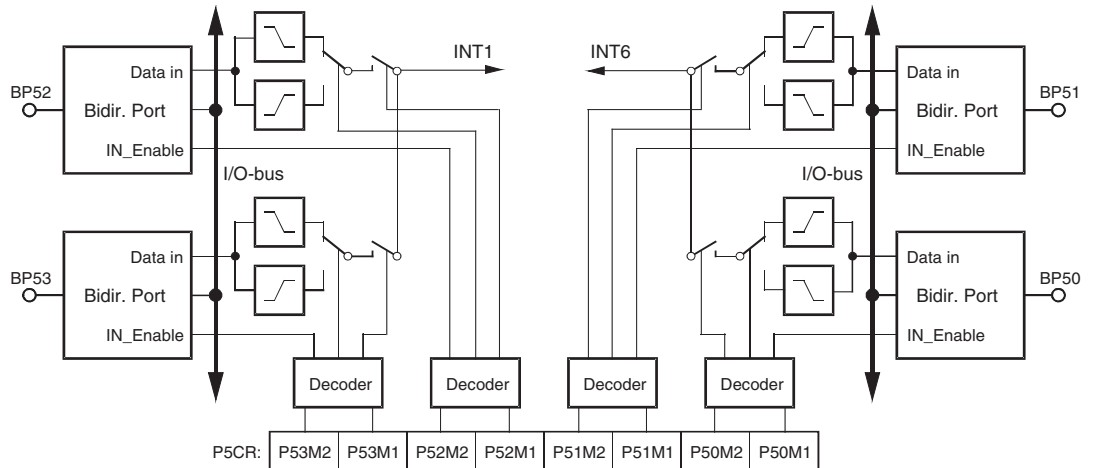 INT1 INT6
Data in Data in
BP52 Bidir. Port Bidir. Port BP51
IN_Enable IN_Enable
I/O-bus I/O-bus
Data in Data in
BP53 Bidir. Port Bidir. Port BP50
IN_Enable IN_Enable
Decoder Decoder Decoder Decoder
P5CR: P53M2 P53M1 P52M2 P52M1 P51M2 P51M1 P50M2 P50M1